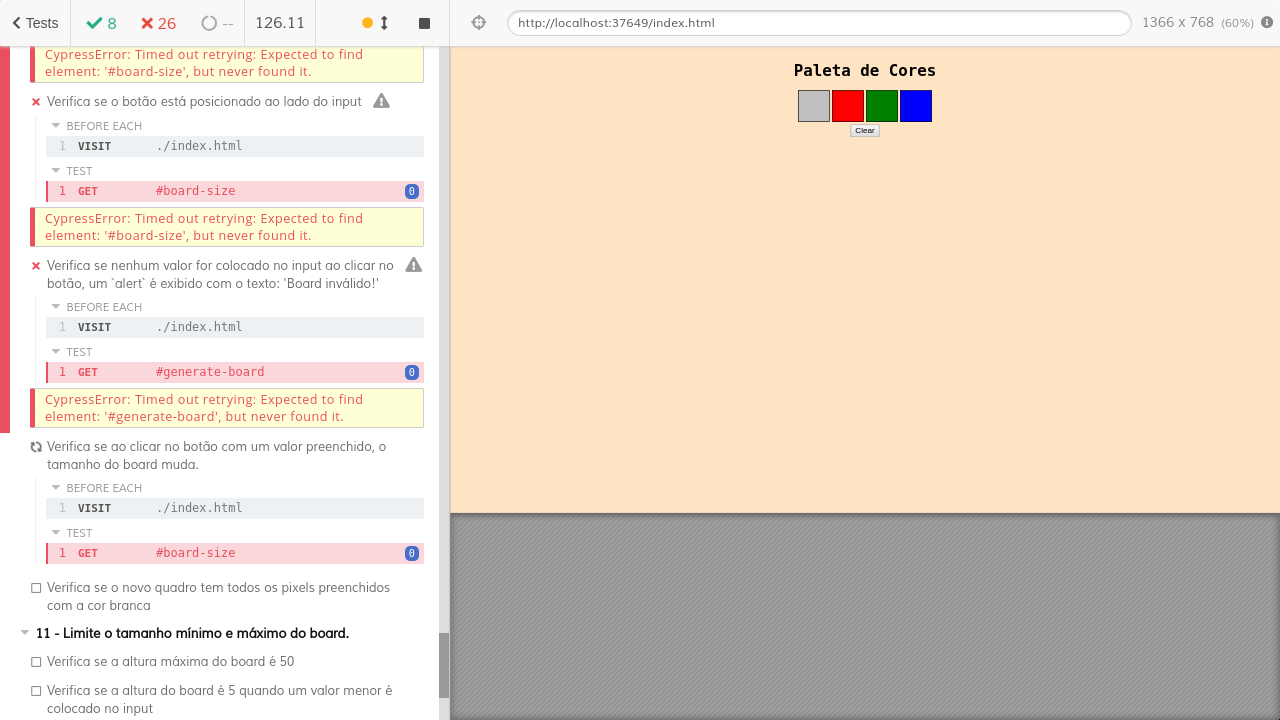 Tests
8
26
--
126.11
http://localhost:37649/index.html
1366 x 768 (60%)
CypressError: Timed out retrying: Expected to find
element: '#board-size', but never found it.
Verifica se o botão está posicionado ao lado do input
BEFORE EACH
1 VISIT ./index.html
TEST
1 GET #board-size 0
CypressError: Timed out retrying: Expected to find
element: '#board-size', but never found it.
Verifica se nenhum valor for colocado no input ao clicar no
botão, um `alert` é exibido com o texto: 'Board inválido!'
BEFORE EACH
1 VISIT ./index.html
TEST
1 GET #generate-board 0
CypressError: Timed out retrying: Expected to find
element: '#generate-board', but never found it.
Verifica se ao clicar no botão com um valor preenchido, o
tamanho do board muda.
BEFORE EACH
1 VISIT ./index.html
TEST
1 GET #board-size 0
Verifica se o novo quadro tem todos os pixels preenchidos
com a cor branca
11 - Limite o tamanho mínimo e máximo do board.
Verifica se a altura máxima do board é 50
Verifica se a altura do board é 5 quando um valor menor é
colocado no input
Paleta de Cores
Clear